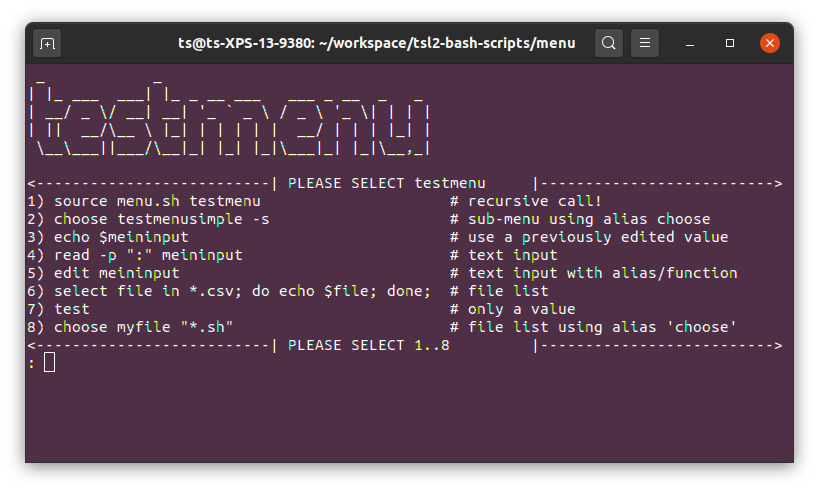 ts@ts-XPS-13-9380: ~/workspace/tsl2-bash-scripts/menu
testmenu
<--------------------------| PLEASE SELECT testmenu     |-------------------------->
1) source menu.sh testmenu                     # recursive call!
2) choose testmenusimple -s                    # sub-menu using alias choose
3) echo $meininput                             # use a previously edited value
4) read -p ":" meininput                       # text input
5) edit meininput                              # text input with alias/function
6) select file in *.csv; do echo $file; done;  # file list
7) test                                        # only a value
8) choose myfile "*.sh"                        # file list using alias 'choose'
<--------------------------| PLEASE SELECT 1..8         |-------------------------->
: